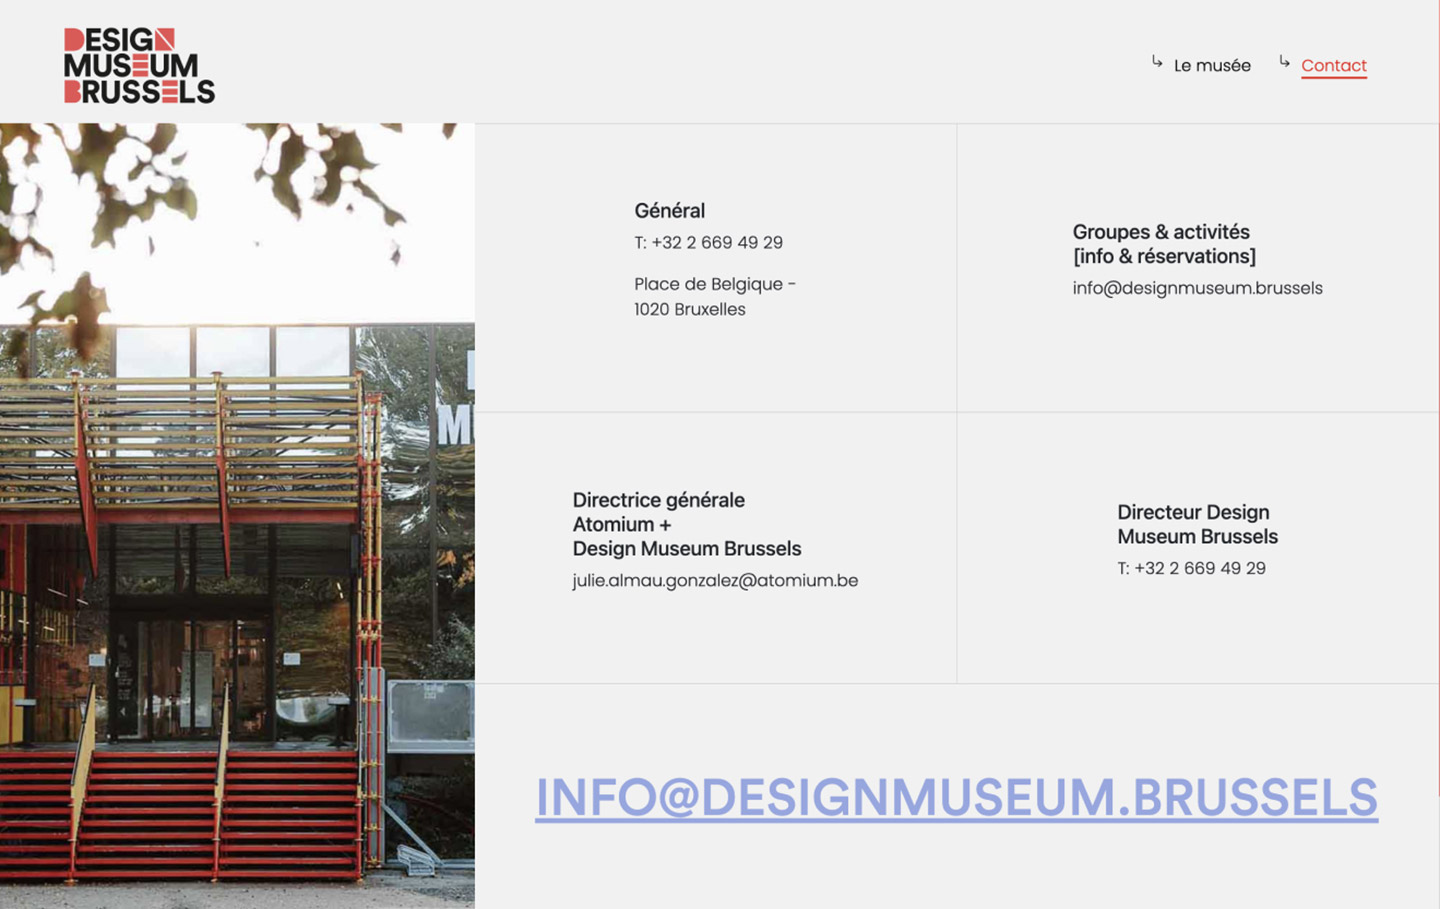 DESIGN
MUSEUM
BRUSSELS
Le musée
Contact
Général
T: +32 2 669 49 29
Place de Belgique -
1020 Bruxelles
Groupes & activités
[info & réservations]
info@designmuseum.brussels
Directrice générale
Atomium +
Design Museum Brussels
julie.almau.gonzalez@atomium.be
Directeur Design
Museum Brussels
T: +32 2 669 49 29
INFO@DESIGNMUSEUM.BRUSSELS